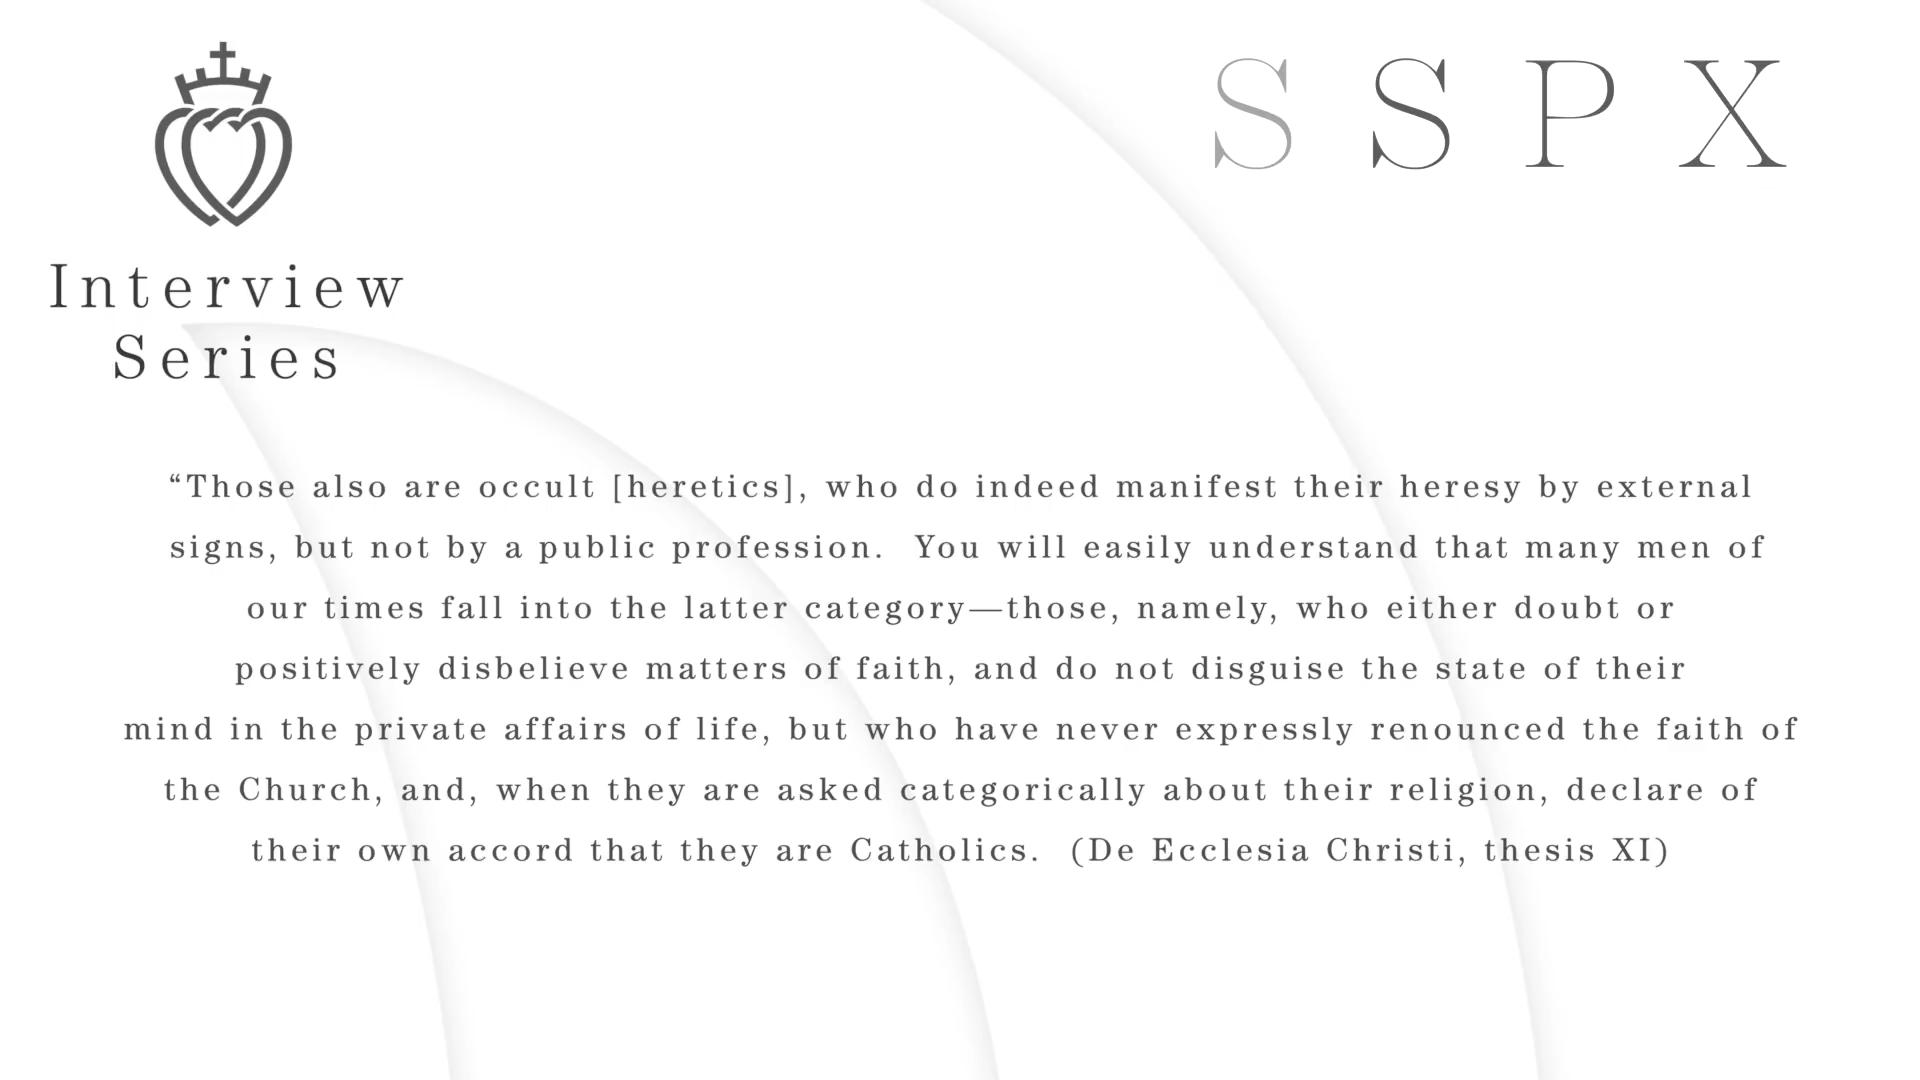 SSPX
Interview
Series
“Those also are occult [heretics], who do indeed manifest their heresy by external
signs, but not by a public profession.  You will easily understand that many men of
our times fall into the latter category—those, namely, who either doubt or
positively disbelieve matters of faith, and do not disguise the state of their
mind in the private affairs of life, but who have never expressly renounced the faith of
the Church, and, when they are asked categorically about their religion, declare of
their own accord that they are Catholics.  (De Ecclesia Christi, thesis XI)